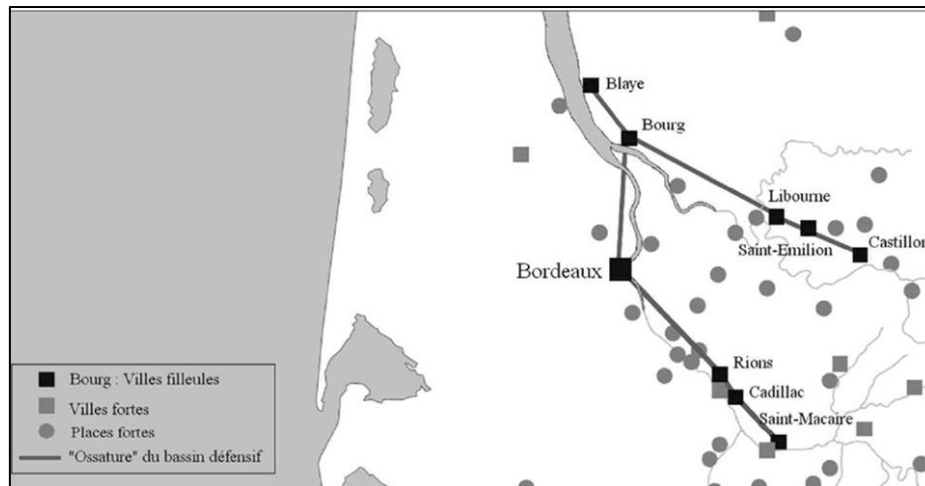 Blaye
Bourg
Libourne
Saint-Emilion
Castillon
Bordeaux
Rions
Cadillac
Saint-Macaire
Bourg : Villes filleules
Villes fortes
Places fortes
"Ossature" du bassin défensif